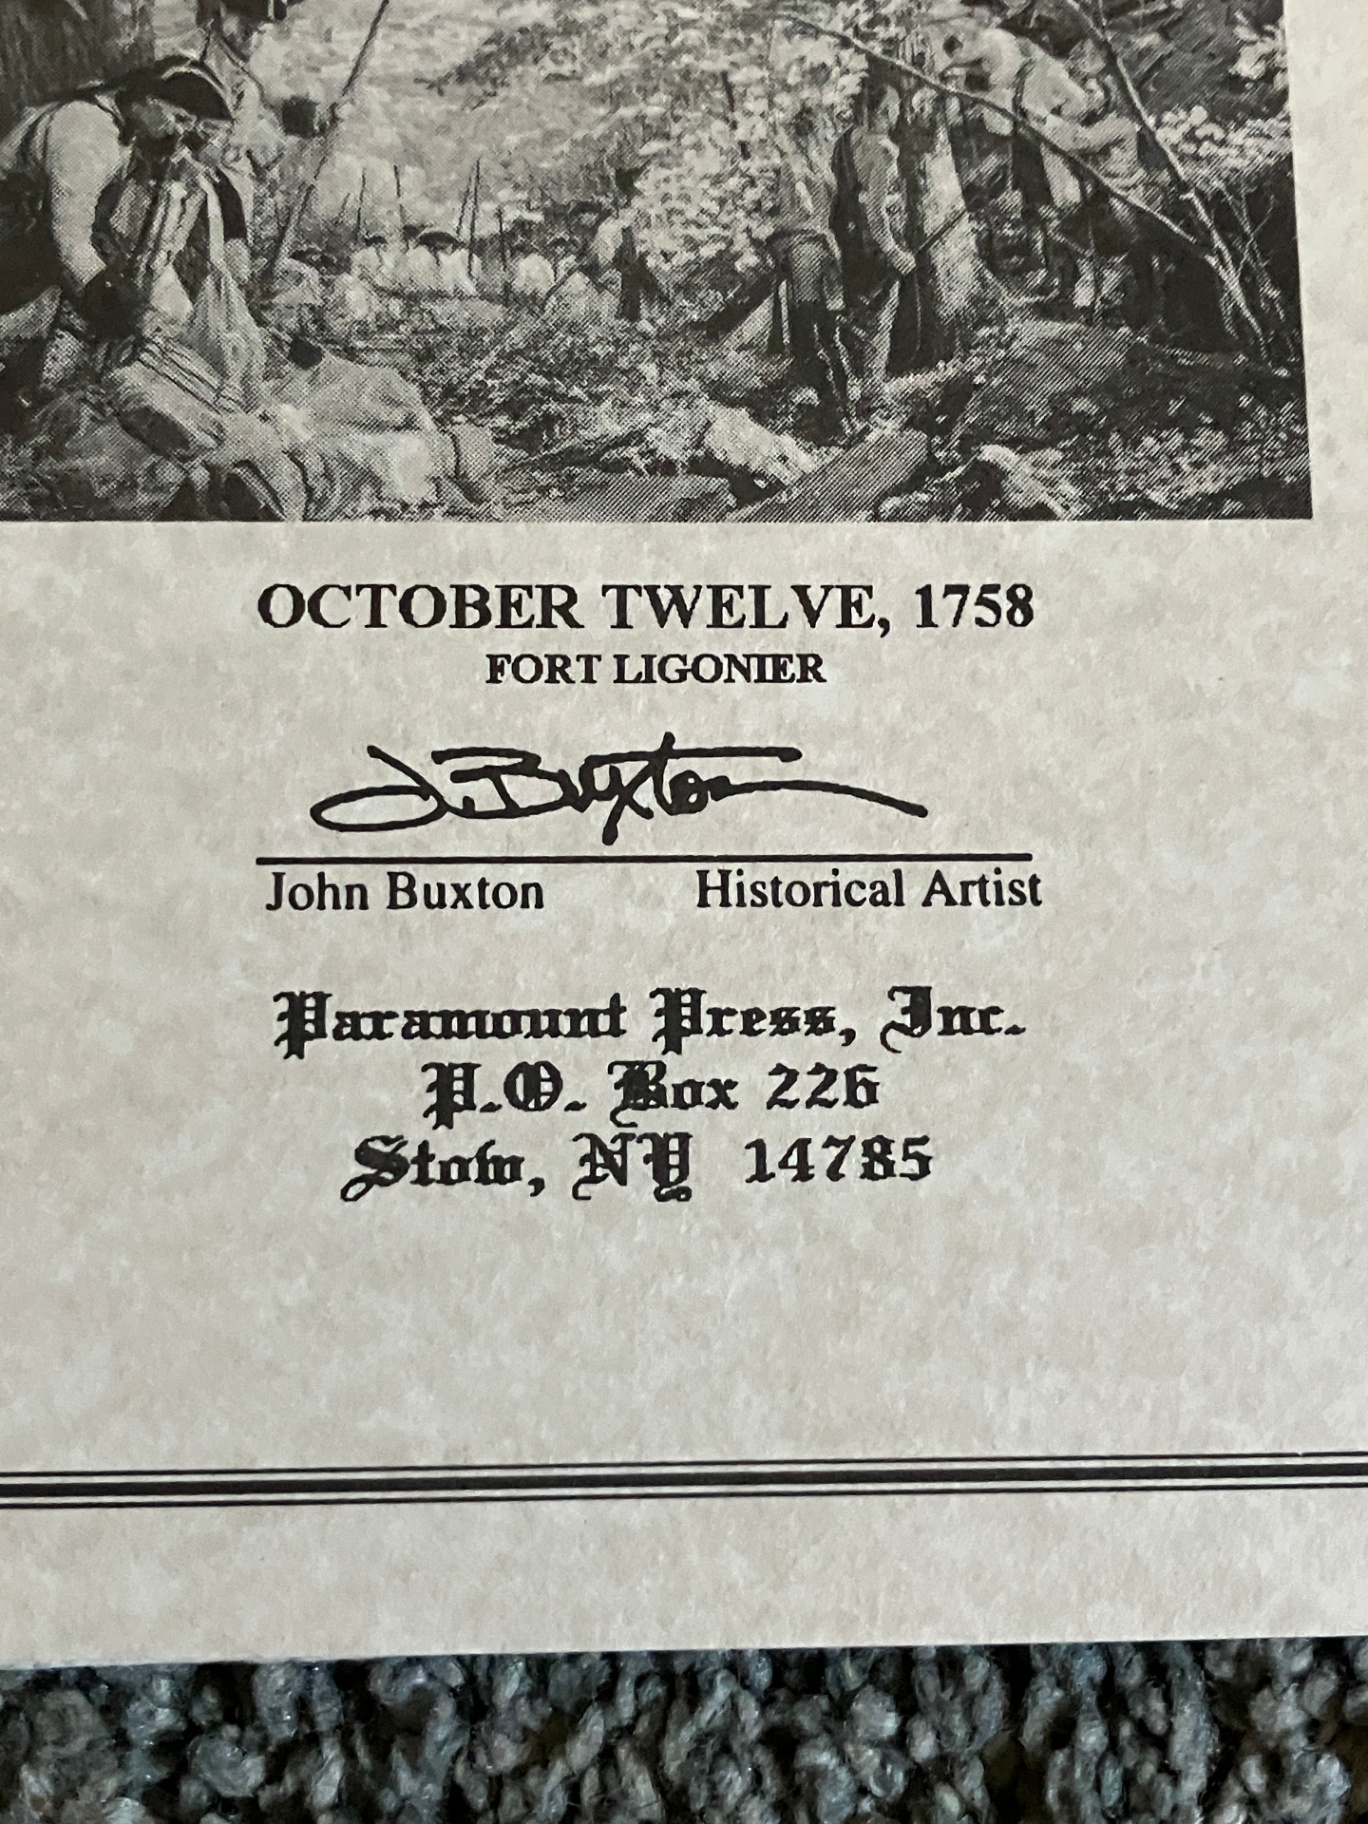 OCTOBER TWELVE, 1758
FORT LIGONIER
J. Buxton
John Buxton Historical Artist
Paramount Press, Inc.
P.O. Box 226
Stow, NY 14785